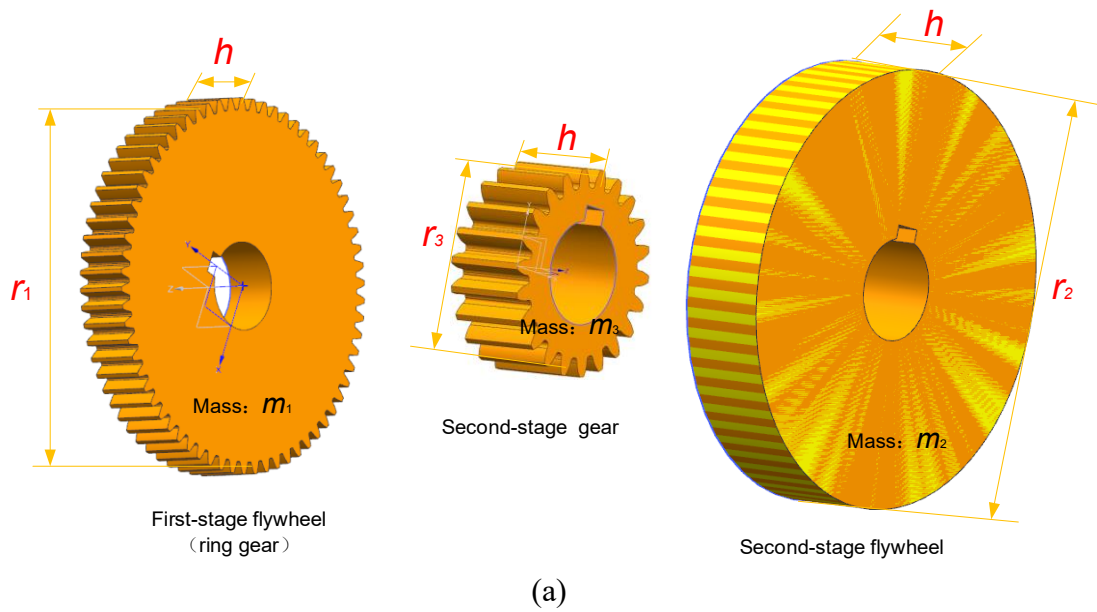 h
r1
Mass: m1
First-stage flywheel
（ring gear）
h
r3
Mass: m3
Second-stage gear
h
r2
Mass: m2
Second-stage flywheel
(a)